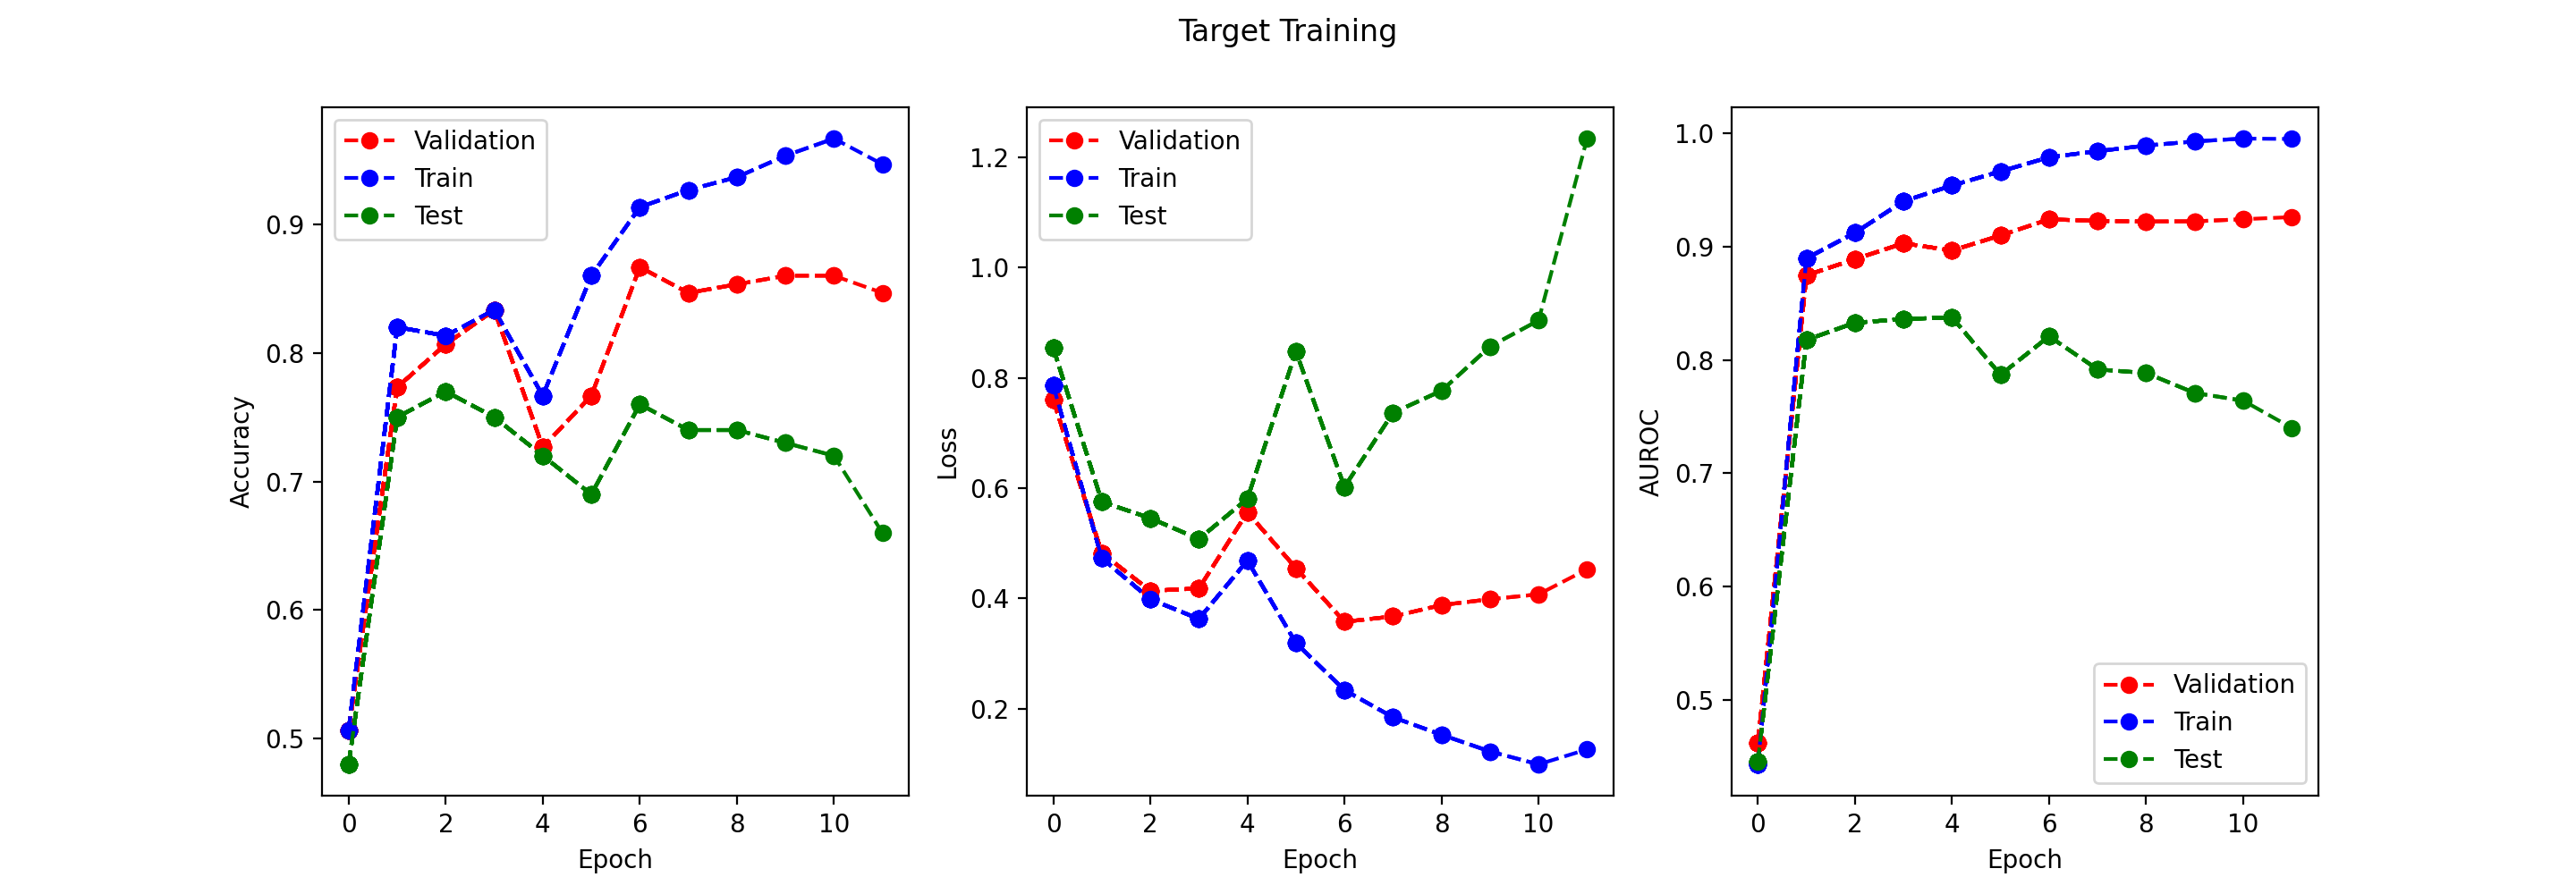 Target Training
Accuracy
0.9
0.8
0.7
0.6
0.5
Validation
Train
Test
0 2 4 6 8 10
Epoch
Loss
1.2
1.0
0.8
0.6
0.4
0.2
Validation
Train
Test
0 2 4 6 8 10
Epoch
AUROC
1.0
0.9
0.8
0.7
0.6
0.5
Validation
Train
Test
0 2 4 6 8 10
Epoch